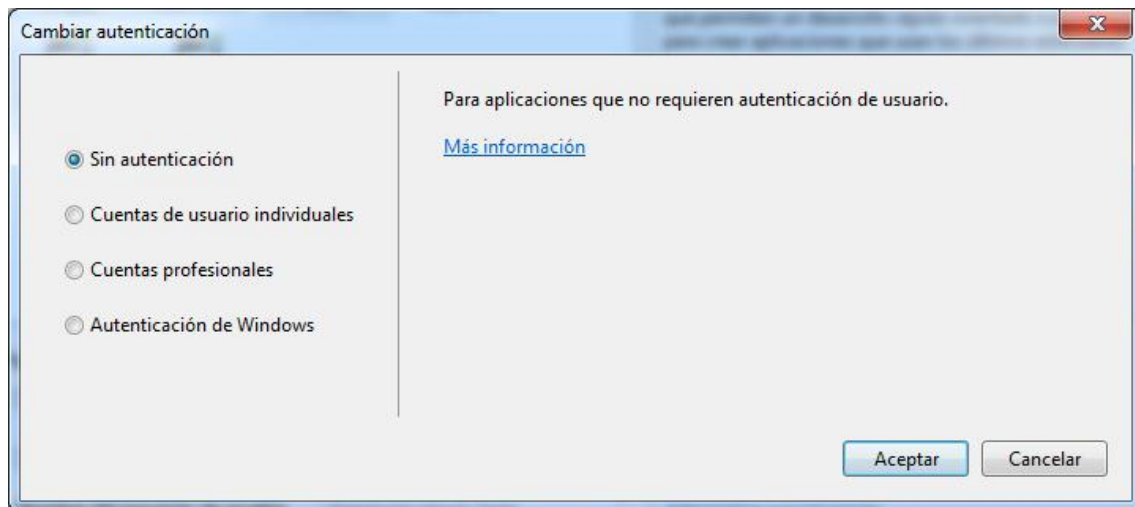 Cambiar autenticación
Para aplicaciones que no requieren autenticación de usuario.
Más información
Sin autenticación
Cuentas de usuario individuales
Cuentas profesionales
Autenticación de Windows
Aceptar
Cancelar